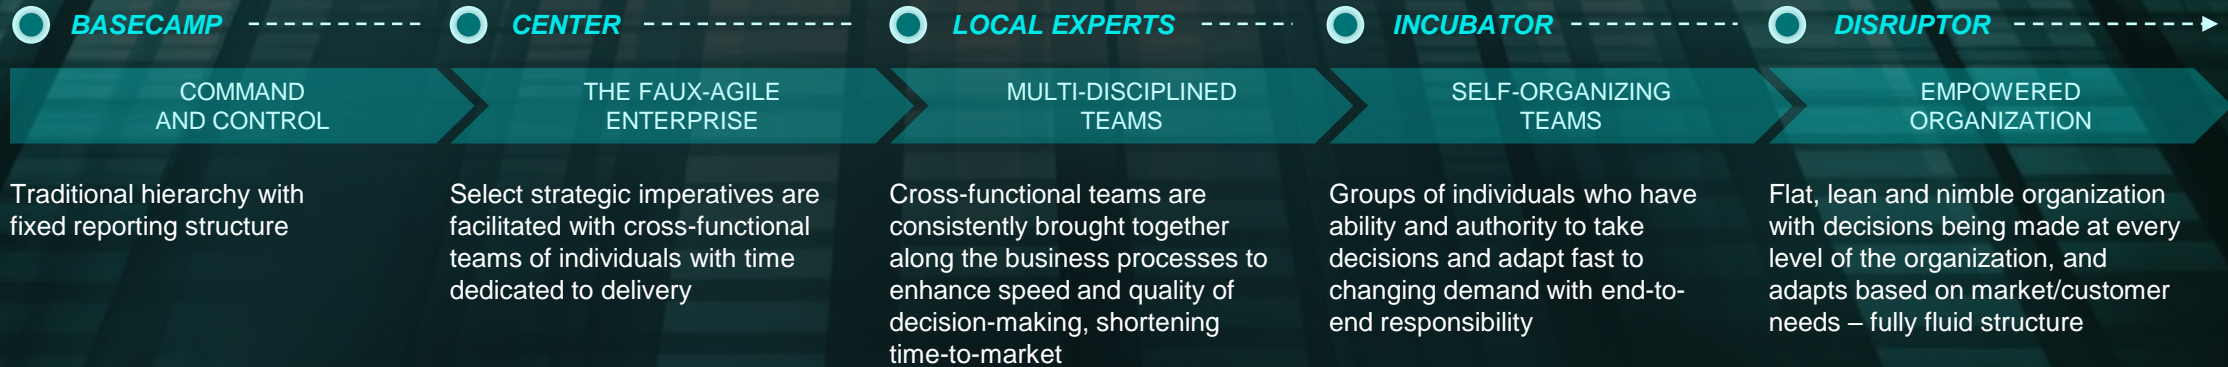 BASECAMP
CENTER
LOCAL EXPERTS
INCUBATOR
DISRUPTOR
COMMAND
AND CONTROL
THE FAUX-AGILE
ENTERPRISE
MULTI-DISCIPLINED
TEAMS
SELF-ORGANIZING
TEAMS
EMPOWERED
ORGANIZATION
Traditional hierarchy with
fixed reporting structure
Select strategic imperatives are
facilitated with cross-functional
teams of individuals with time
dedicated to delivery
Cross-functional teams are
consistently brought together
along the business processes to
enhance speed and quality of
decision-making, shortening
time-to-market
Groups of individuals who have
ability and authority to take
decisions and adapt fast to
changing demand with end-to-
end responsibility
Flat, lean and nimble organization
with decisions being made at every
level of the organization, and
adapts based on market/customer
needs – fully fluid structure